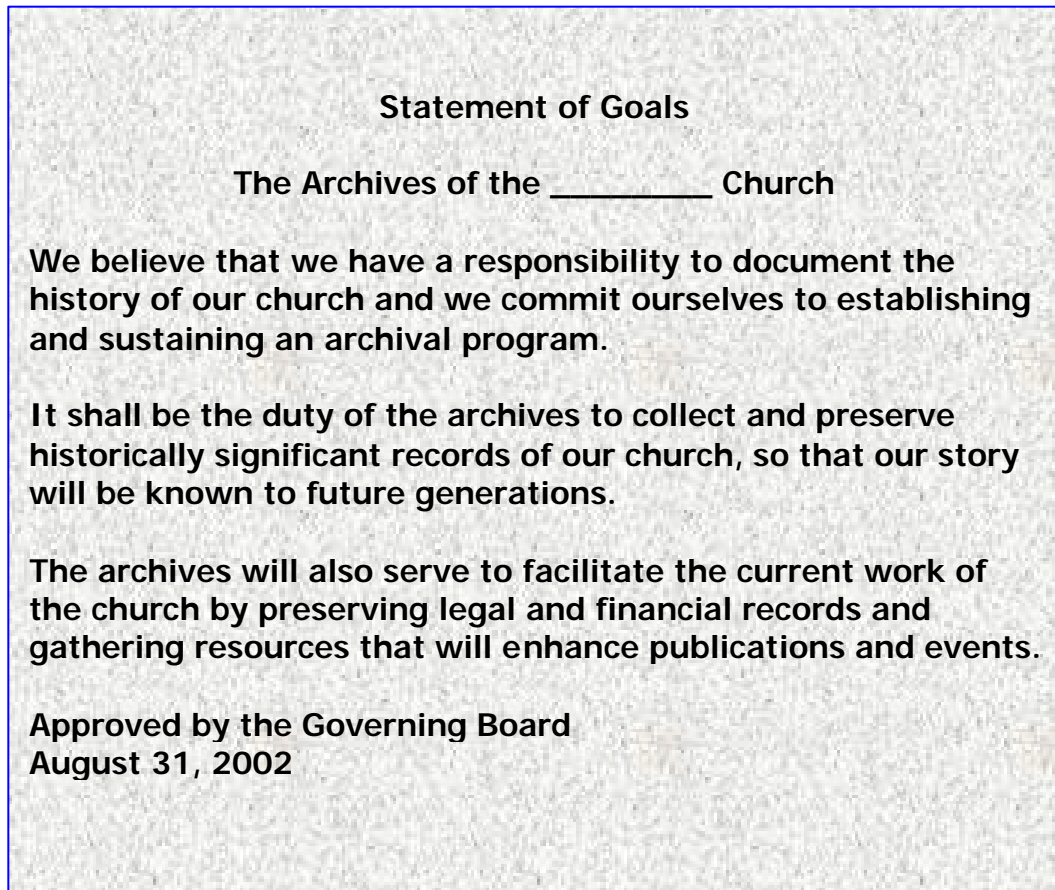 Statement of Goals
The Archives of the _________ Church
We believe that we have a responsibility to document the
history of our church and we commit ourselves to establishing
and sustaining an archival program.
It shall be the duty of the archives to collect and preserve
historically significant records of our church, so that our story
will be known to future generations.
The archives will also serve to facilitate the current work of
the church by preserving legal and financial records and
gathering resources that will enhance publications and events.
Approved by the Governing Board
August 31, 2002